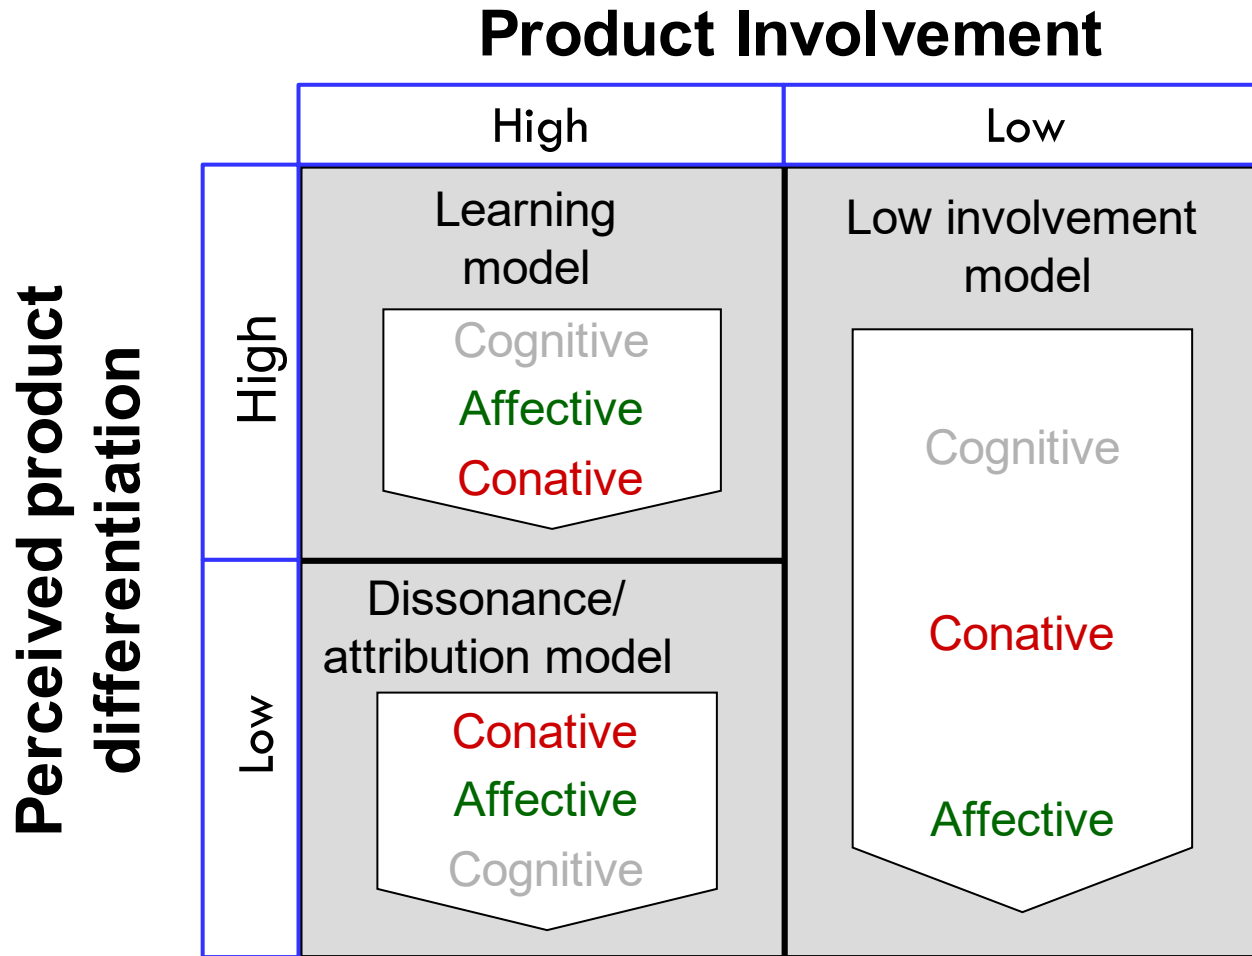 Product Involvement
High
Low
Perceived product
differentiation
High
Learning
model
Cognitive
Affective
Conative
Low involvement
model
Cognitive
Conative
Affective
Low
Dissonance/
attribution model
Conative
Affective
Cognitive